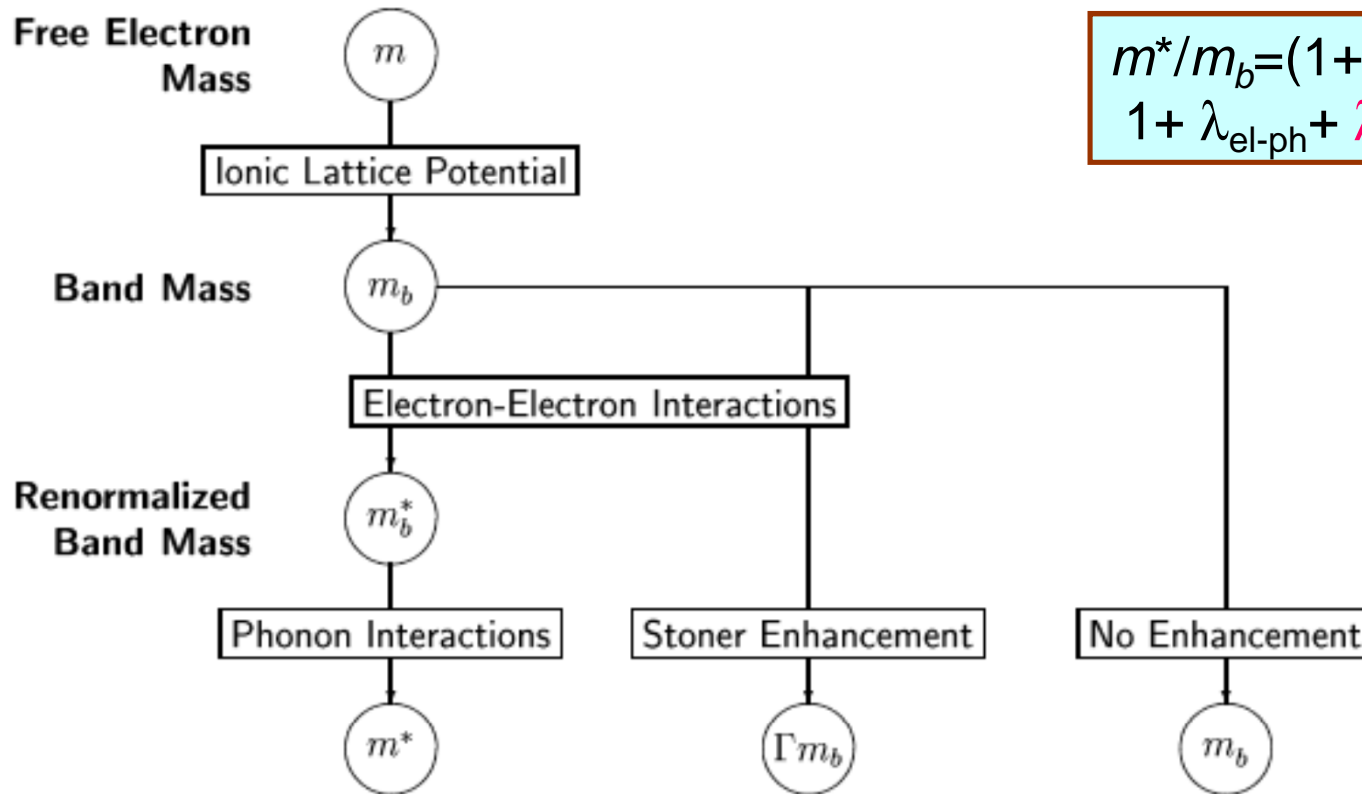 Free Electron
Mass
m
m*/m_b=(1+
1+ λ_el-ph+ λ
Ionic Lattice Potential
Band Mass
m_b
Electron-Electron Interactions
Renormalized
Band Mass
m_b^*
Phonon Interactions
Stoner Enhancement
No Enhancement
m*
Γm_b
m_b